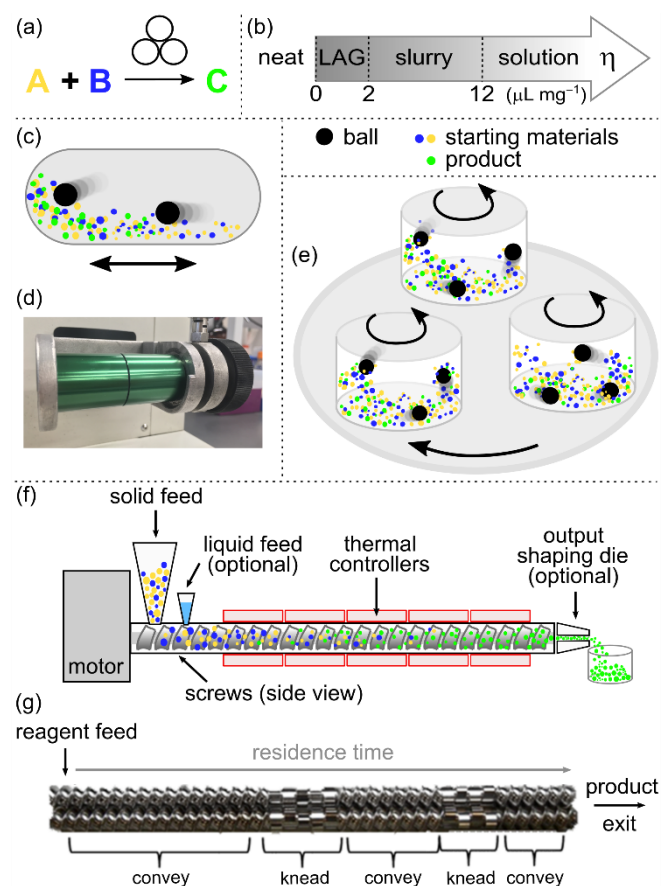 (a)
A + B → C
(b)
neat
LAG
slurry
solution
η
0
2
12
(μL mg⁻¹)
(c)
ball
starting materials
product
(d)
(e)
(f)
solid feed
liquid feed
(optional)
thermal
controllers
output
shaping die
(optional)
motor
screws (side view)
(g)
reagent feed
residence time
product
exit
convey
knead
convey
knead
convey